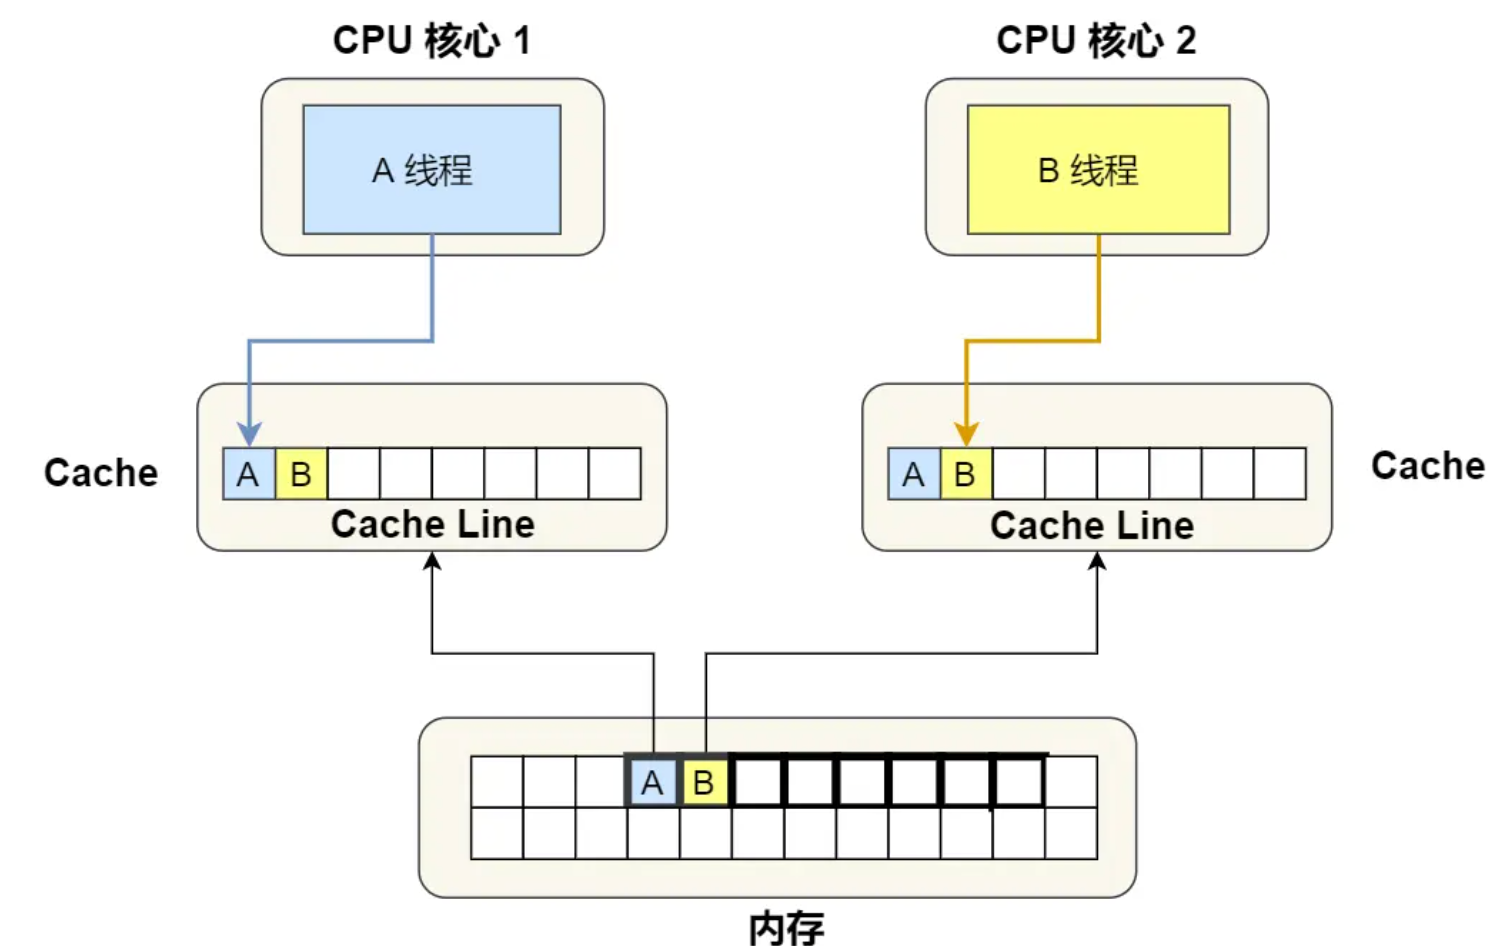 CPU 核心 1
CPU 核心 2
A 线程
B 线程
Cache
A B
Cache Line
A B
Cache Line
Cache
A B
内存